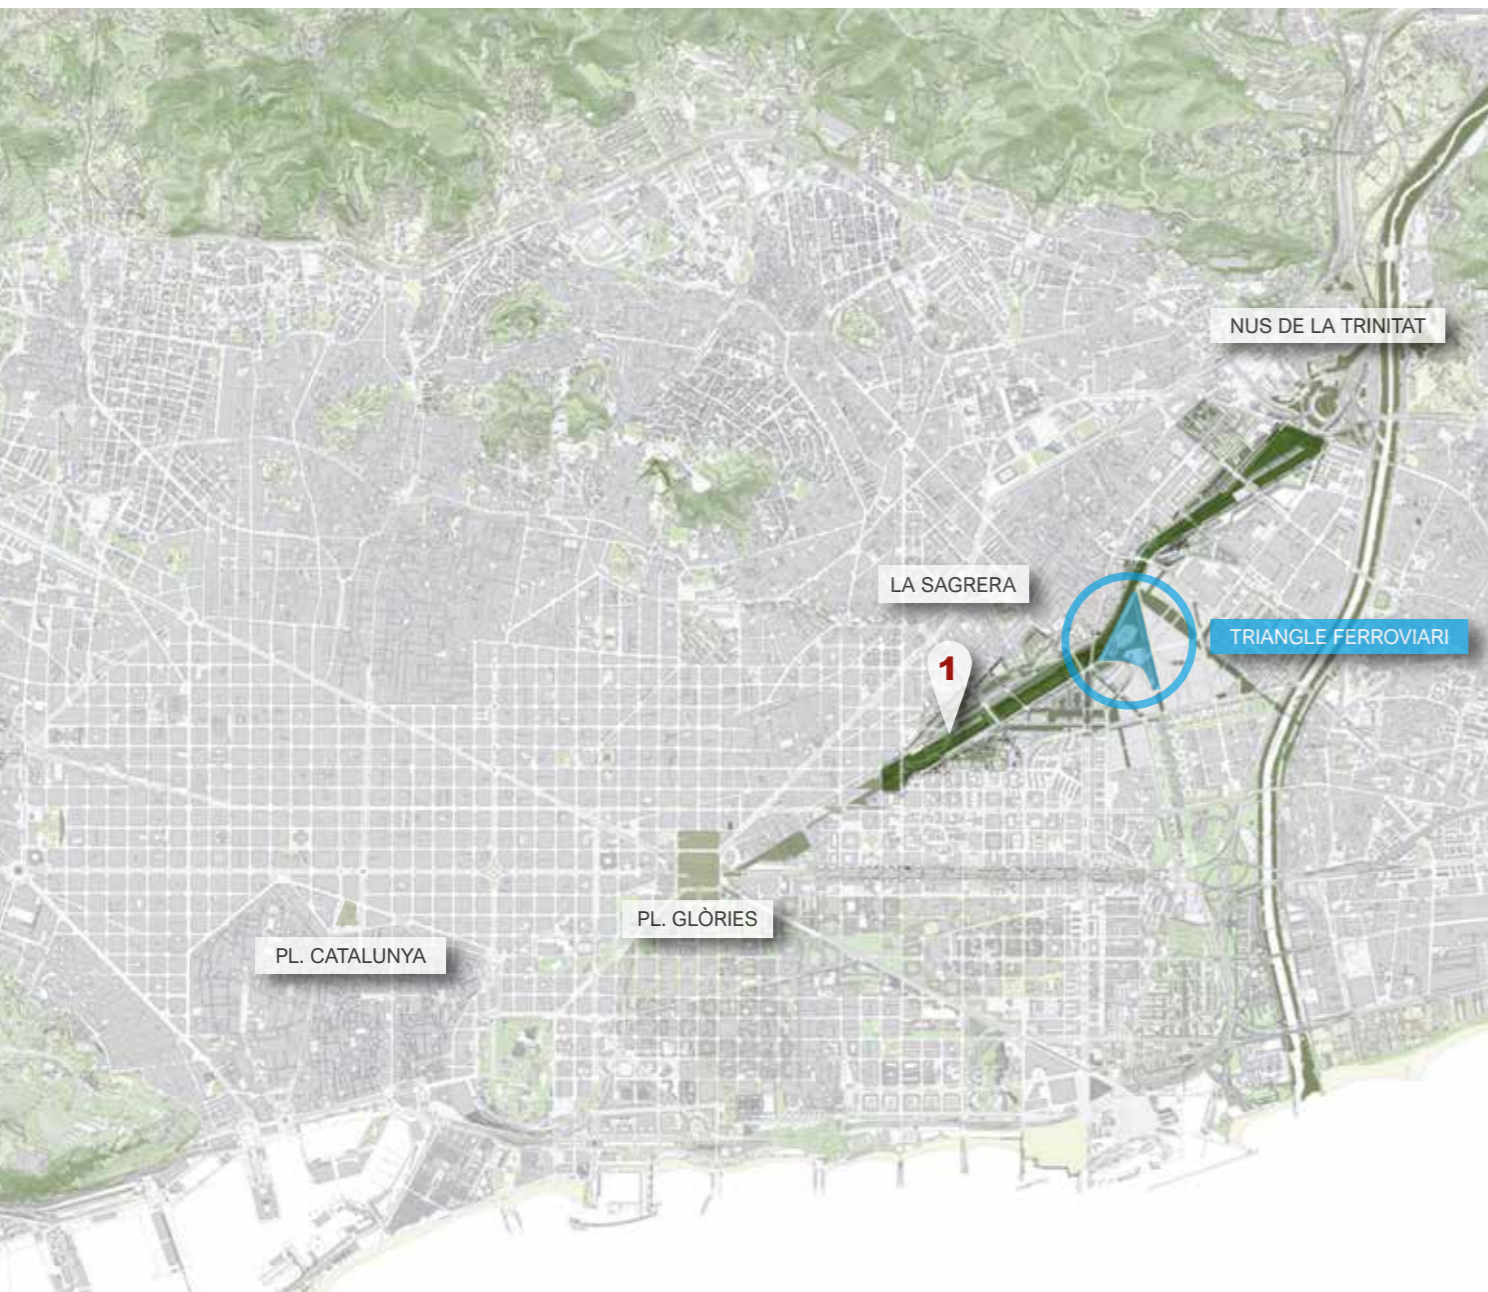 NUS DE LA TRINITAT
LA SAGRERA
TRIANGLE FERROVIARI
1
PL. GLÒRIES
PL. CATALUNYA